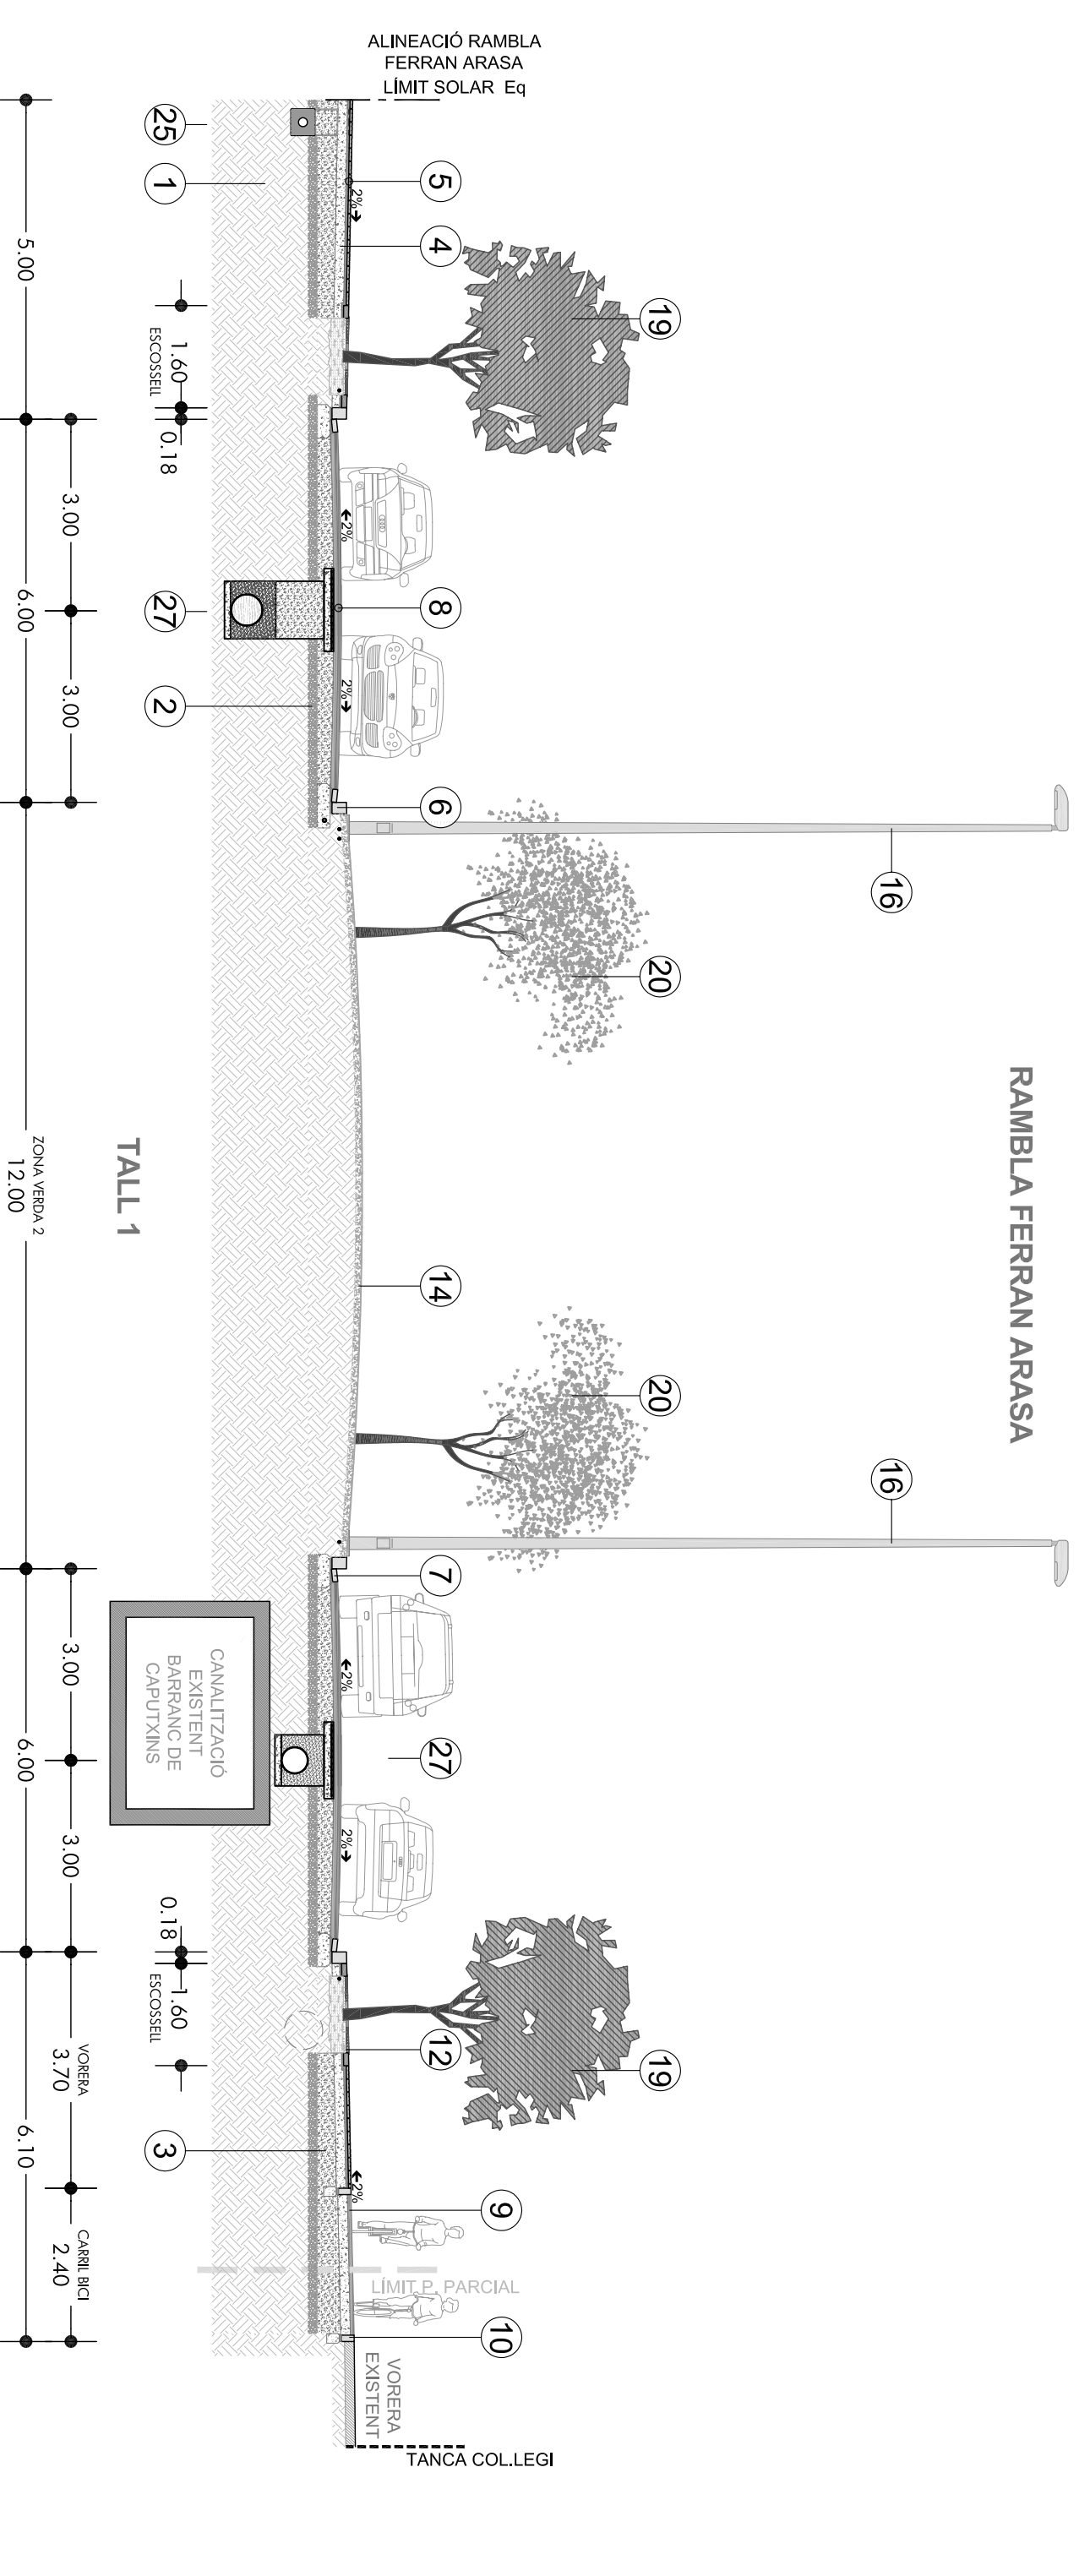 ALINEACIÓ RAMBLA
FERRAN ARASA
LÍMIT SOLAR Eq
RAMBLA FERRAN ARASA
16
16
19
20
20
19
5
4
8
6
14
7
27
12
9
10
2%
2%
2%
2%
2%
2%
LÍMIT P. PARCIAL
VORERA
EXISTENT
TANCA COL.LEGI
CANALITZACIÓ
EXISTENT
BARRANC DE
CAPUTXINS
25
1
1.60
ESCOSSELL
0.18
27
2
0.18
1.60
ESCOSSELL
3
TALL 1
3.00
3.00
3.00
3.00
VORERA
3.70
CARRIL BICI
2.40
5.00
6.00
ZONA VERDA 2
12.00
6.00
6.10